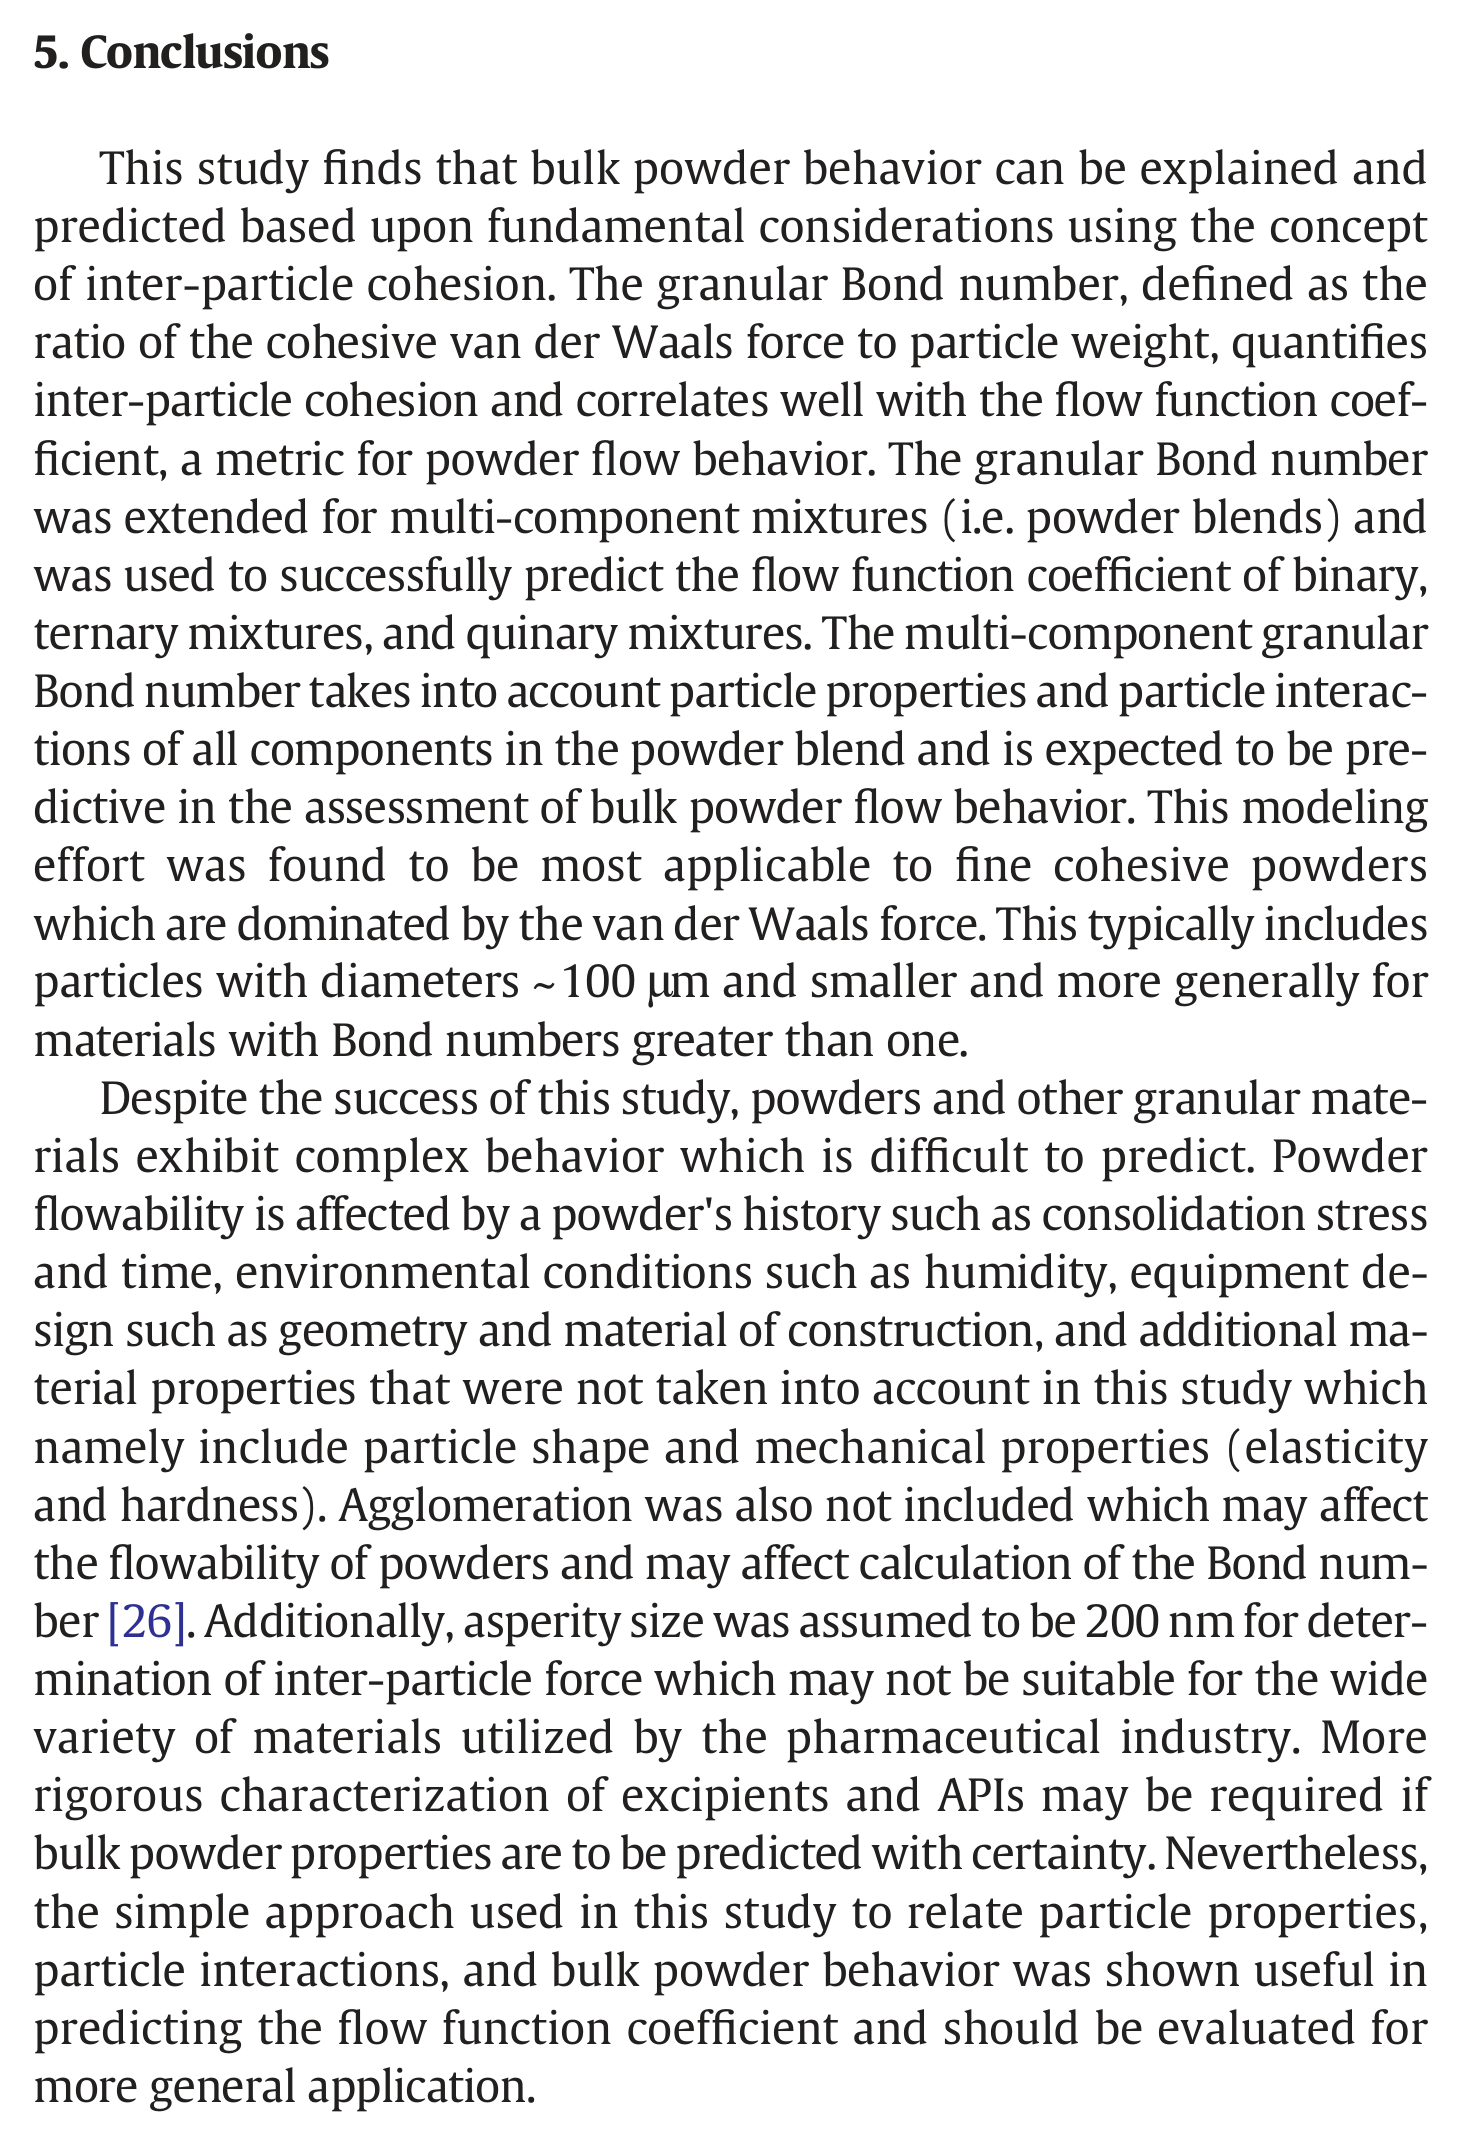 5. Conclusions
This study finds that bulk powder behavior can be explained and
predicted based upon fundamental considerations using the concept
of inter-particle cohesion. The granular Bond number, defined as the
ratio of the cohesive van der Waals force to particle weight, quantifies
inter-particle cohesion and correlates well with the flow function coef-
ficient, a metric for powder flow behavior. The granular Bond number
was extended for multi-component mixtures (i.e. powder blends) and
was used to successfully predict the flow function coefficient of binary,
ternary mixtures, and quinary mixtures. The multi-component granular
Bond number takes into account particle properties and particle interac-
tions of all components in the powder blend and is expected to be pre-
dictive in the assessment of bulk powder flow behavior. This modeling
effort was found to be most applicable to fine cohesive powders
which are dominated by the van der Waals force. This typically includes
particles with diameters ~100 μm and smaller and more generally for
materials with Bond numbers greater than one.
Despite the success of this study, powders and other granular mate-
rials exhibit complex behavior which is difficult to predict. Powder
flowability is affected by a powder's history such as consolidation stress
and time, environmental conditions such as humidity, equipment de-
sign such as geometry and material of construction, and additional ma-
terial properties that were not taken into account in this study which
namely include particle shape and mechanical properties (elasticity
and hardness). Agglomeration was also not included which may affect
the flowability of powders and may affect calculation of the Bond num-
ber [26]. Additionally, asperity size was assumed to be 200 nm for deter-
mination of inter-particle force which may not be suitable for the wide
variety of materials utilized by the pharmaceutical industry. More
rigorous characterization of excipients and APIs may be required if
bulk powder properties are to be predicted with certainty. Nevertheless,
the simple approach used in this study to relate particle properties,
particle interactions, and bulk powder behavior was shown useful in
predicting the flow function coefficient and should be evaluated for
more general application.